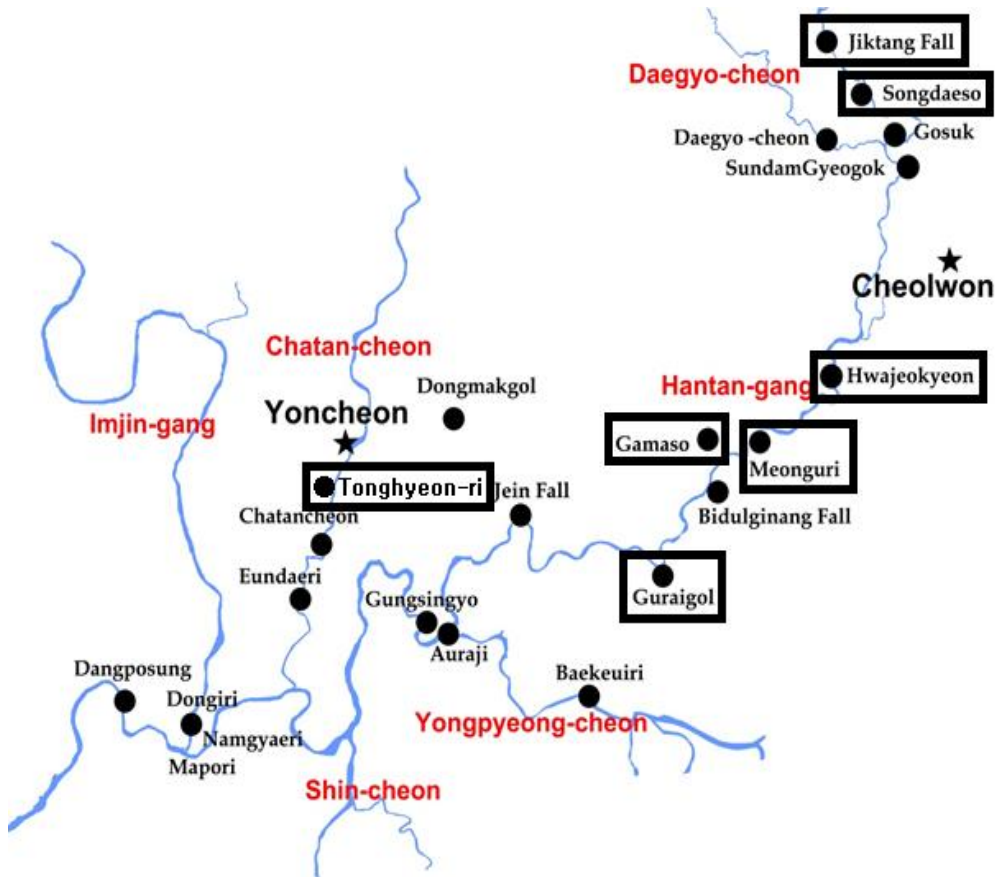 Jiktang Fall
Daegyo-cheon
Songdaeso
Daegyo -cheon
Gosuk
SundamGyeogok
Cheolwon
Chatan-cheon
Hwajeokyeon
Dongmakgol
Hantan-gang
Yoncheon
Imjin-gang
Gamaso
Meonguri
Tonghyeon-ri
Jein Fall
Chatancheon
Bidulginang Fall
Eundaeri
Guraigol
Gungsingyo
Auraji
Dangposung
Baekeuiri
Dongiri
Yongpyeong-cheon
Namgyaeri
Mapori
Shin-cheon